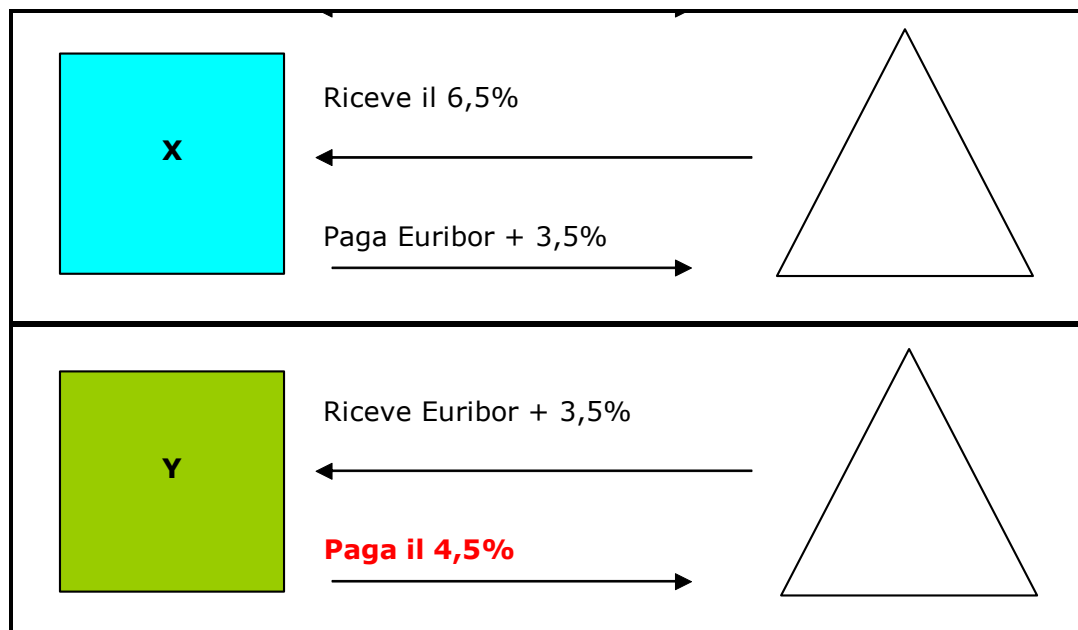 Riceve il 6,5%
X
Paga Euribor + 3,5%
Riceve Euribor + 3,5%
Y
Paga il 4,5%